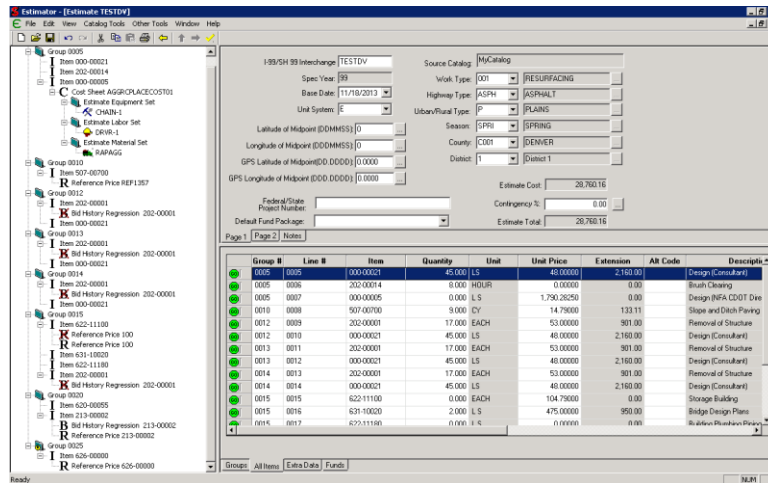 Estimator - [Estimate TESTDV]
File Edit View Catalog Tools Other Tools Window Help
Group 0005
I Item 000-00021
I Item 202-00014
I Item 000-00005
C Cost Sheet AGGRCPLACECOST01
Estimate Equipment Set
CHAIN-1
Estimate Labor Set
DRVR-1
Estimate Material Set
RAPAGG
Group 0010
I Item 507-00700
R Reference Price REF1357
Group 0012
I Item 202-00001
R Bid History Regression 202-00001
I Item 000-00021
Group 0013
I Item 202-00001
R Bid History Regression 202-00001
I Item 000-00021
Group 0014
I Item 202-00001
R Bid History Regression 202-00001
I Item 000-00021
Group 0015
I Item 622-11100
R Reference Price 100
R Reference Price 100
I Item 631-10020
I Item 622-11180
I Item 202-00001
R Bid History Regression 202-00001
Group 0020
I Item 620-00055
I Item 213-00002
B Bid History Regression 213-00002
R Reference Price 213-00002
Group 0025
I Item 626-00000
R Reference Price 626-00000
I-99/SH 99 Interchange TESTDV Source Catalog: MyCatalog
Spec Year: 99 Work Type: 001 RESURFACING
Base Date: 11/18/2013 Highway Type: ASPH ASPHALT
Unit System: E Urban/Rural Type: P PLAINS
Latitude of Midpoint (DDMMSS): 0 Season: SPRI SPRING
Longitude of Midpoint (DDMMSS): 0 County: C001 DENVER
GPS Latitude of Midpoint(DD.DDDD): 0.0000 District: 1 District 1
GPS Longitude of Midpoint (DDD.DDDD): 0.0000 Estimate Cost: 28,760.16
Federal/State Project Number: Contingency %: 0.00
Default Fund Package: Estimate Total: 28,760.16
Page 1 Page 2 Notes
Group # Line # Item Quantity Unit Unit Price Extension Alt Code Descriptic
0005 0005 000-00021 45.000 LS 48.00000 2,160.00 Design (Consultant)
0005 0006 202-00014 8.000 HOUR 0.00000 0.00 Brush Clearing
0005 0007 000-00005 0.000 L S 1,790.28250 0.00 Design (NFA CDOT Dire
0010 0008 507-00700 9.000 CY 14.79000 133.11 Slope and Ditch Paving
0012 0009 202-00001 17.000 EACH 53.00000 901.00 Removal of Structure
0012 0010 000-00021 45.000 LS 48.00000 2,160.00 Design (Consultant)
0013 0011 202-00001 17.000 EACH 53.00000 901.00 Removal of Structure
0013 0012 000-00021 45.000 LS 48.00000 2,160.00 Design (Consultant)
0014 0013 202-00001 17.000 EACH 53.00000 901.00 Removal of Structure
0014 0014 000-00021 45.000 LS 48.00000 2,160.00 Design (Consultant)
0015 0015 622-11100 0.000 EACH 104.79000 0.00 Storage Building
0015 0016 631-10020 2.000 L S 475.00000 950.00 Bridge Design Plans
0015 0017 622-11180 0.000 L S 0.00000 0.00 Building Plumbing Piping
Groups All Items Extra Data Funds
Ready NUM